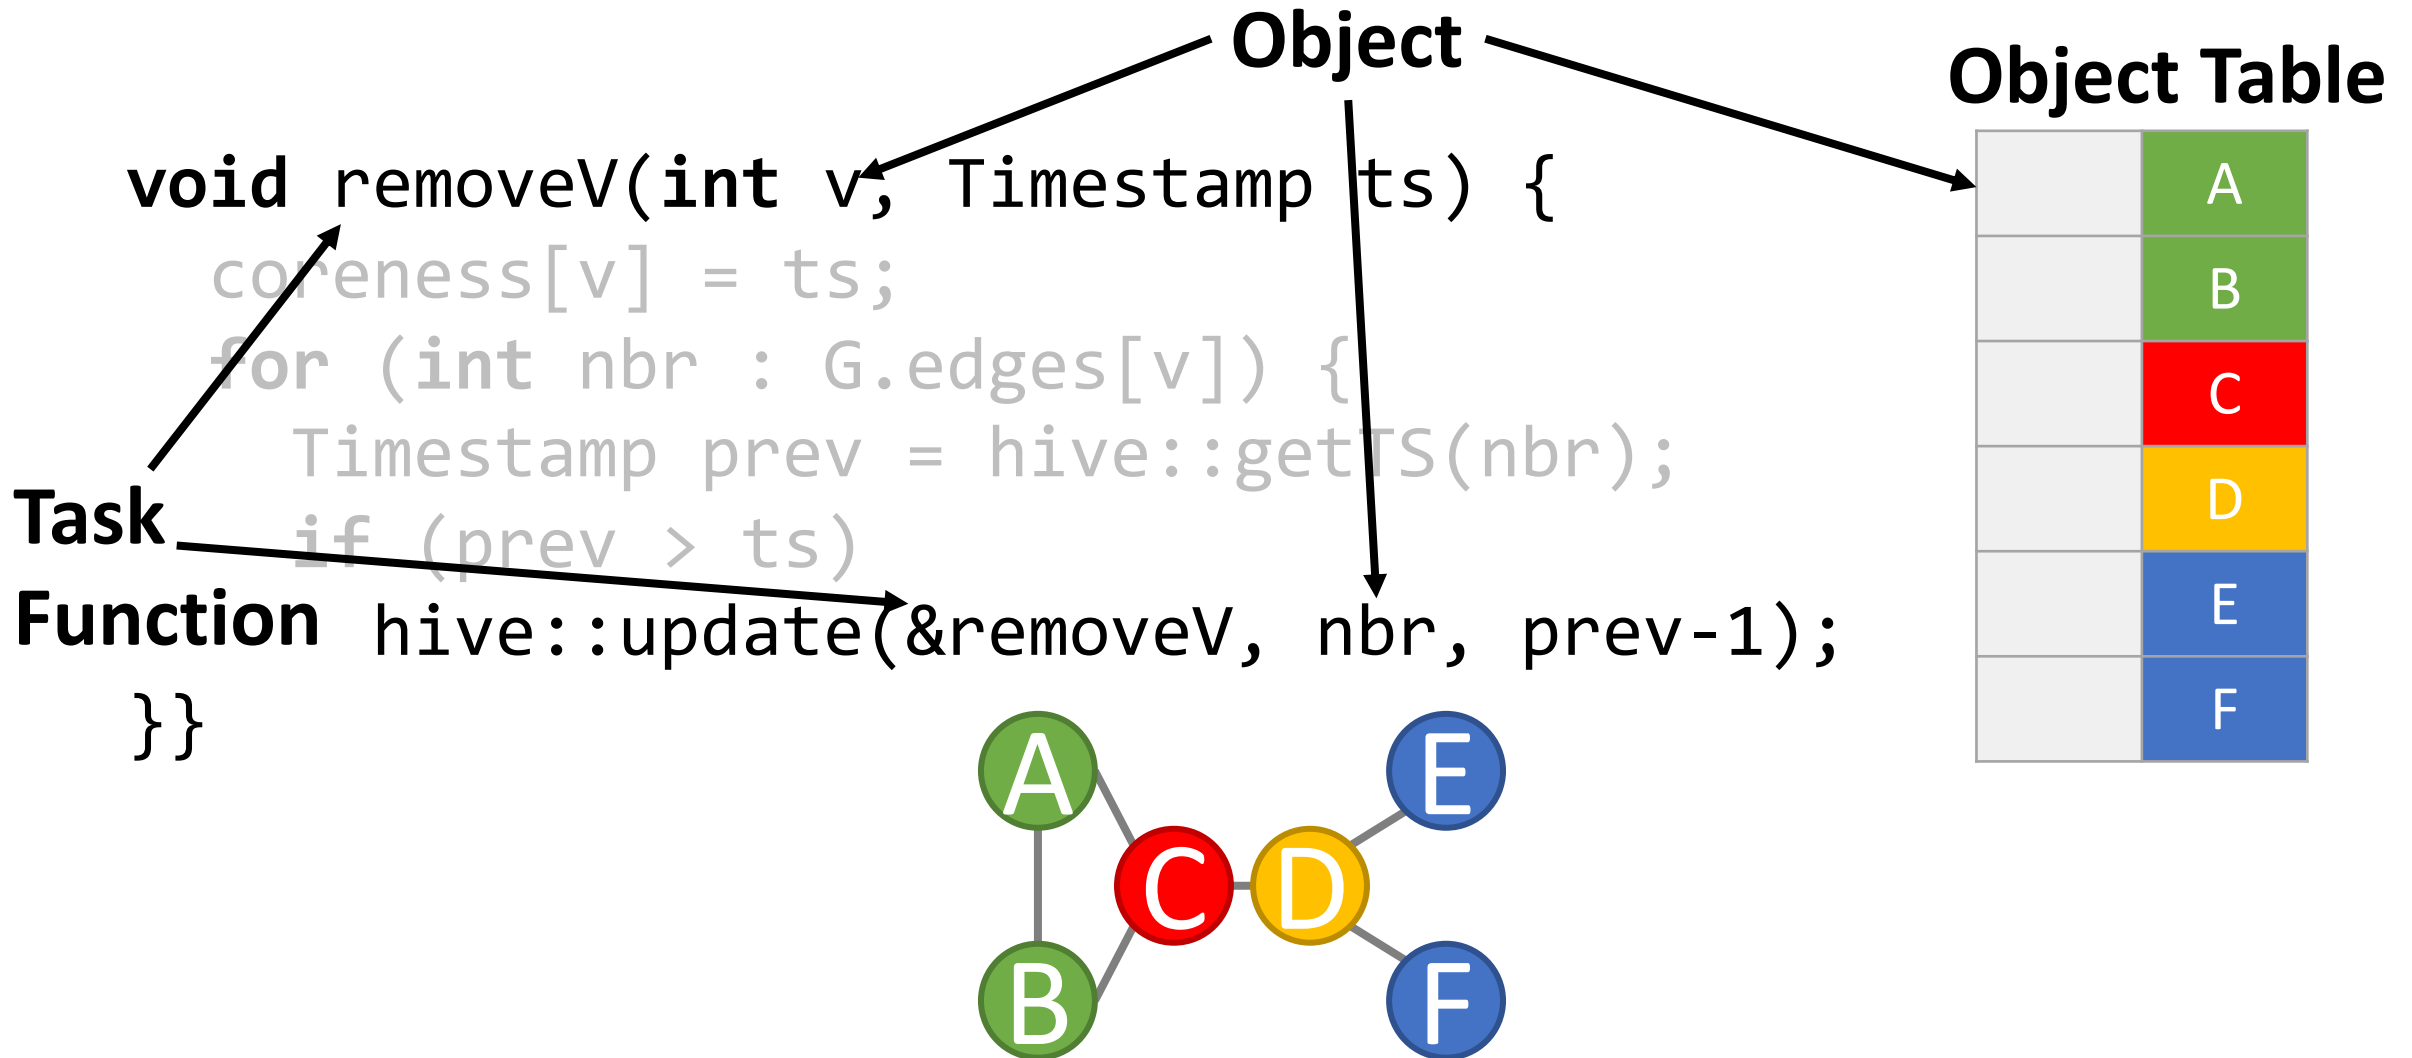 Object
Object Table
void removeV(int v, Timestamp ts) {
coreness[v] = ts;
for (int nbr : G.edges[v]) {
Timestamp prev = hive::getTS(nbr);
if (prev > ts)
hive::update(&removeV, nbr, prev-1);
}}
Task
Function
A
B
C
D
E
F
A
E
C
D
B
F